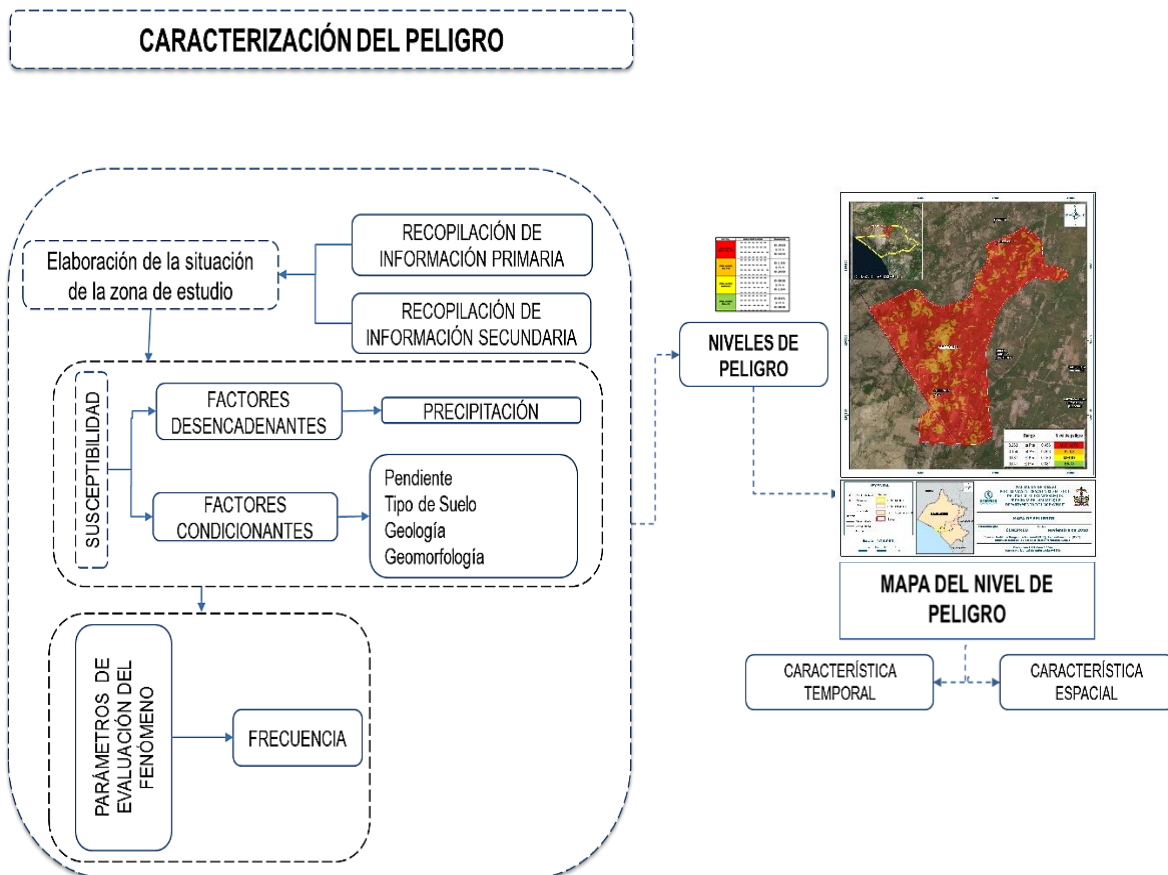 CARACTERIZACIÓN DEL PELIGRO
Elaboración de la situación
de la zona de estudio
RECOPILACIÓN DE
INFORMACIÓN PRIMARIA
RECOPILACIÓN DE
INFORMACIÓN SECUNDARIA
SUSCEPTIBILIDAD
FACTORES
DESENCADENANTES
PRECIPITACIÓN
FACTORES
CONDICIONANTES
Pendiente
Tipo de Suelo
Geología
Geomorfología
PARÁMETROS DE
EVALUACIÓN DEL
FENÓMENO
FRECUENCIA
NIVELES DE
PELIGRO
MAPA DEL NIVEL DE
PELIGRO
CARACTERÍSTICA
TEMPORAL
CARACTERÍSTICA
ESPACIAL